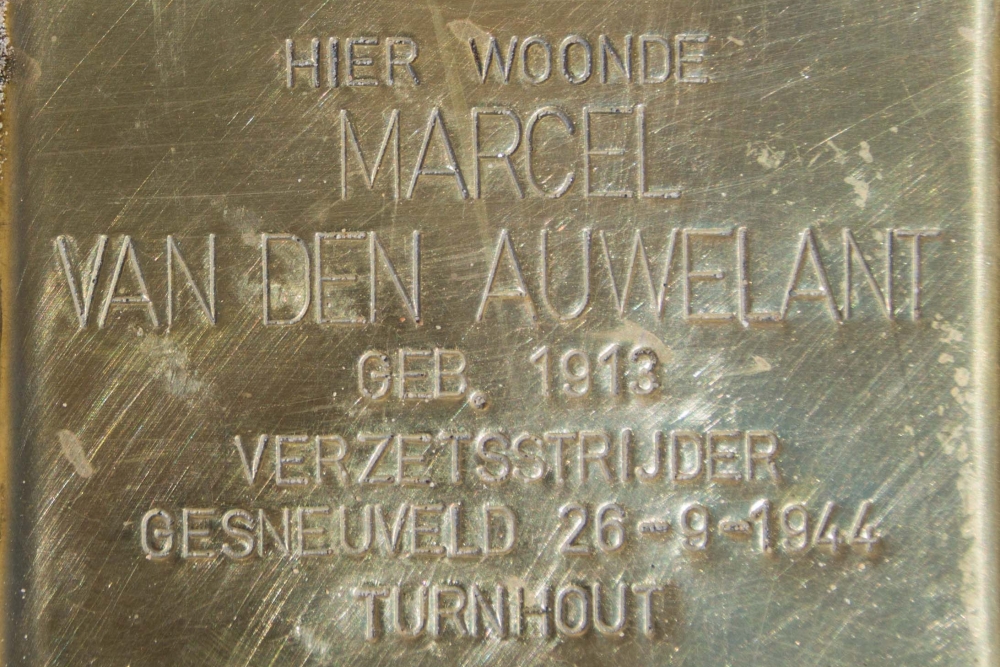 HIER WOONDE
MARCEL
VAN DEN AUWELANT
GEB. 1913
VERZETSSTRIJDER
GESNEUVELD 26-9-1944
TURNHOUT